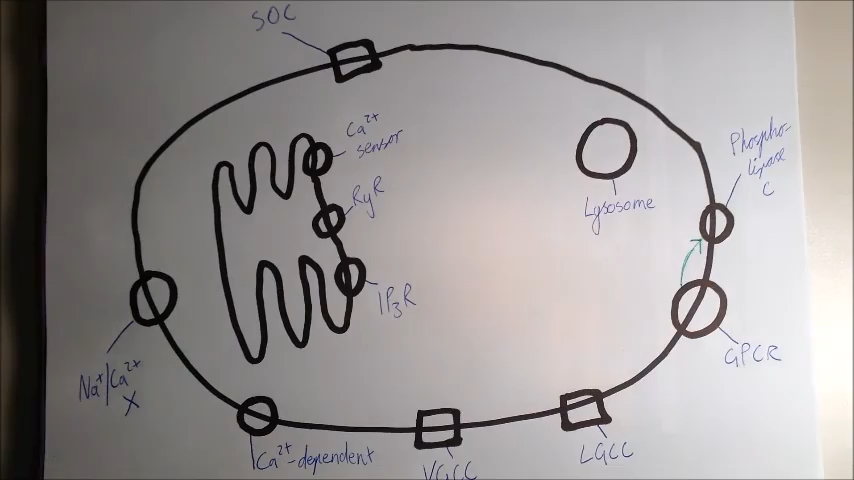 SOC
Ca²⁺
sensor
RyR
IP₃R
Lysosome
Phospho-
lipase
C
GPCR
Na⁺/Ca²⁺
X
Ca²⁺-dependent
VGCC
LGCC